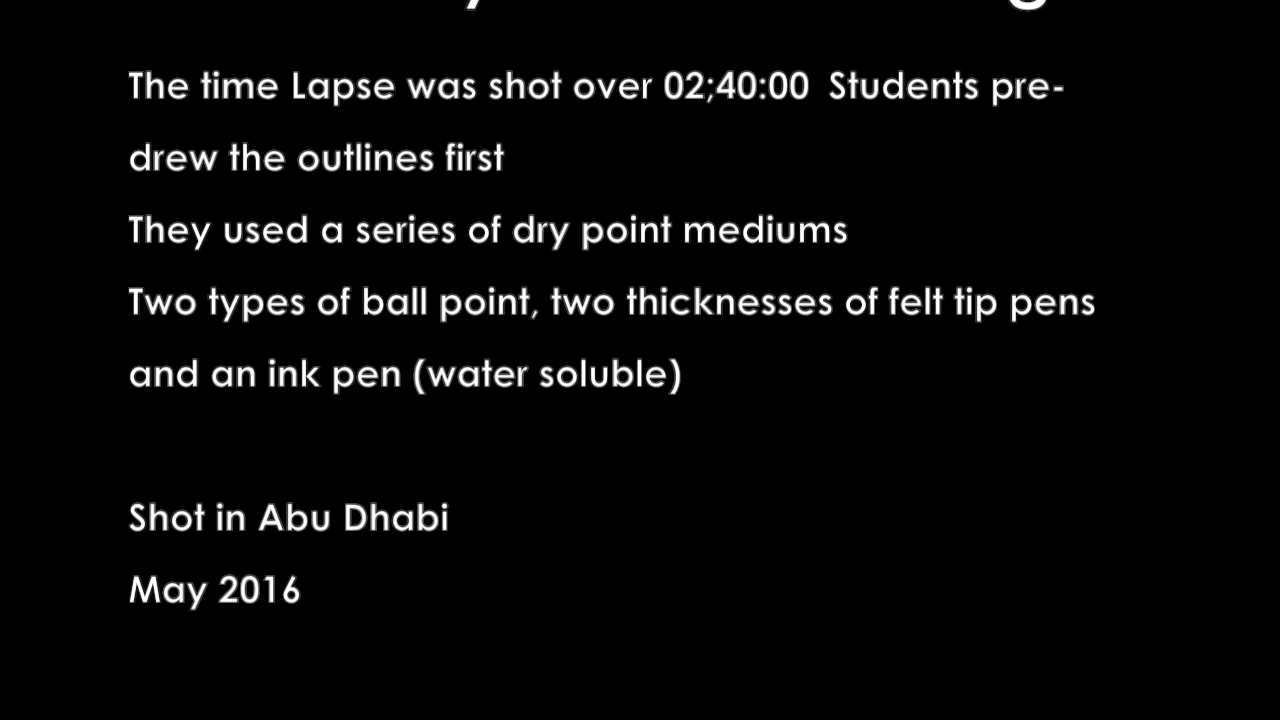 The time Lapse was shot over 02;40:00 Students pre-
drew the outlines first
They used a series of dry point mediums
Two types of ball point, two thicknesses of felt tip pens
and an ink pen (water soluble)
Shot in Abu Dhabi
May 2016